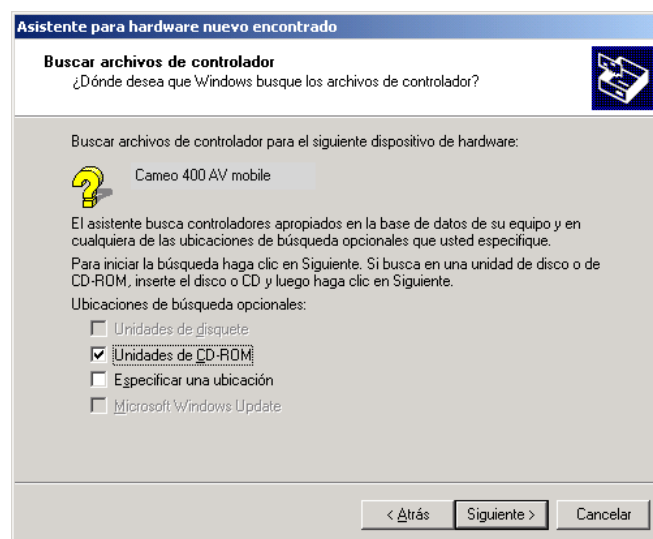 Asistente para hardware nuevo encontrado
Buscar archivos de controlador
¿Dónde desea que Windows busque los archivos de controlador?
Buscar archivos de controlador para el siguiente dispositivo de hardware:
Cameo 400 AV mobile
El asistente busca controladores apropiados en la base de datos de su equipo y en
cualquiera de las ubicaciones de búsqueda opcionales que usted especifique.
Para iniciar la búsqueda haga clic en Siguiente. Si busca en una unidad de disco o de
CD-ROM, inserte el disco o CD y luego haga clic en Siguiente.
Ubicaciones de búsqueda opcionales:
Unidades de disquete
Unidades de CD-ROM
Especificar una ubicación
Microsoft Windows Update
< Atrás Siguiente > Cancelar